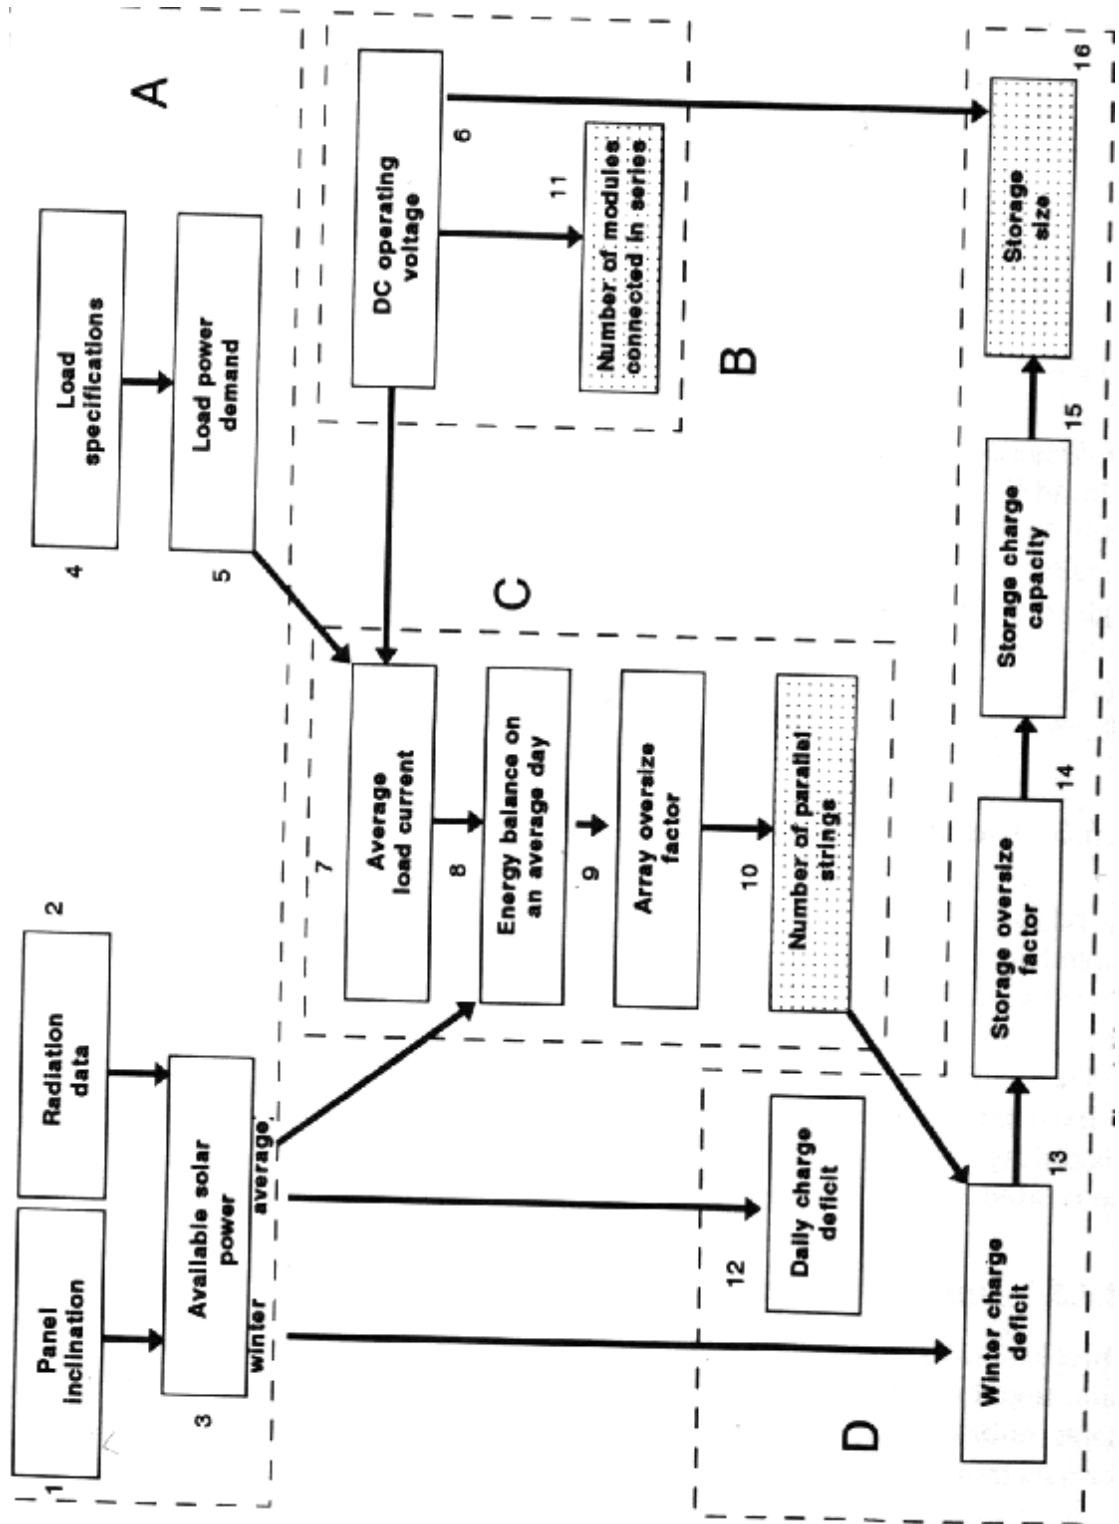 1
Panel
inclination
2
Radiation
data
3
Available solar
power
winter
average
4
Load
specifications
5
Load power
demand
A
6
DC operating
voltage
11
Number of modules
connected in series
B
C
7
Average
load current
8
Energy balance on
an average day
9
Array oversize
factor
10
Number of parallel
strings
D
12
Daily charge
deficit
13
Winter charge
deficit
14
Storage oversize
factor
15
Storage charge
capacity
16
Storage
size